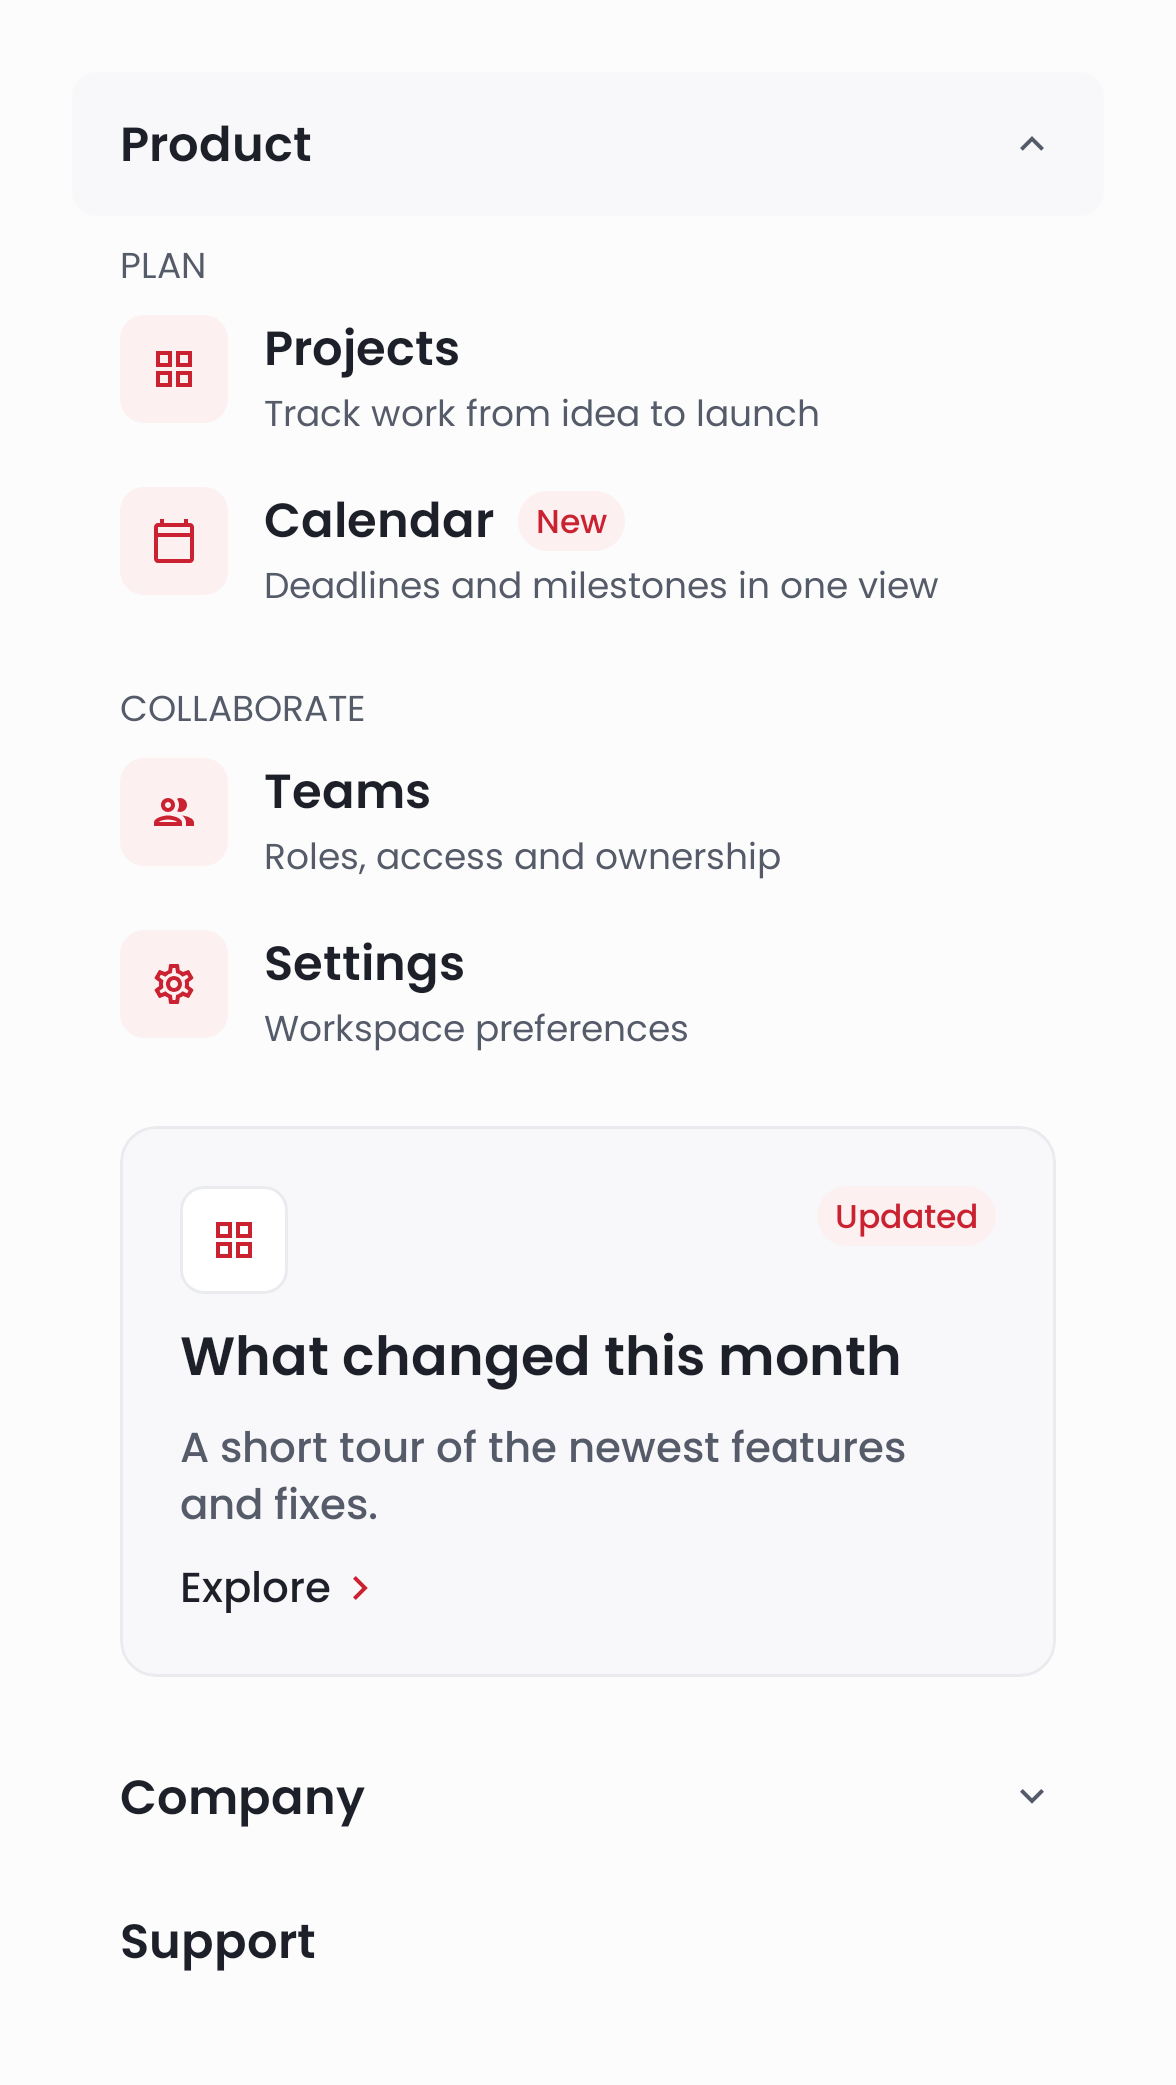 Product
PLAN
Projects
Track work from idea to launch
Calendar New
Deadlines and milestones in one view
COLLABORATE
Teams
Roles, access and ownership
Settings
Workspace preferences
Updated
What changed this month
A short tour of the newest features
and fixes.
Explore
Company
Support